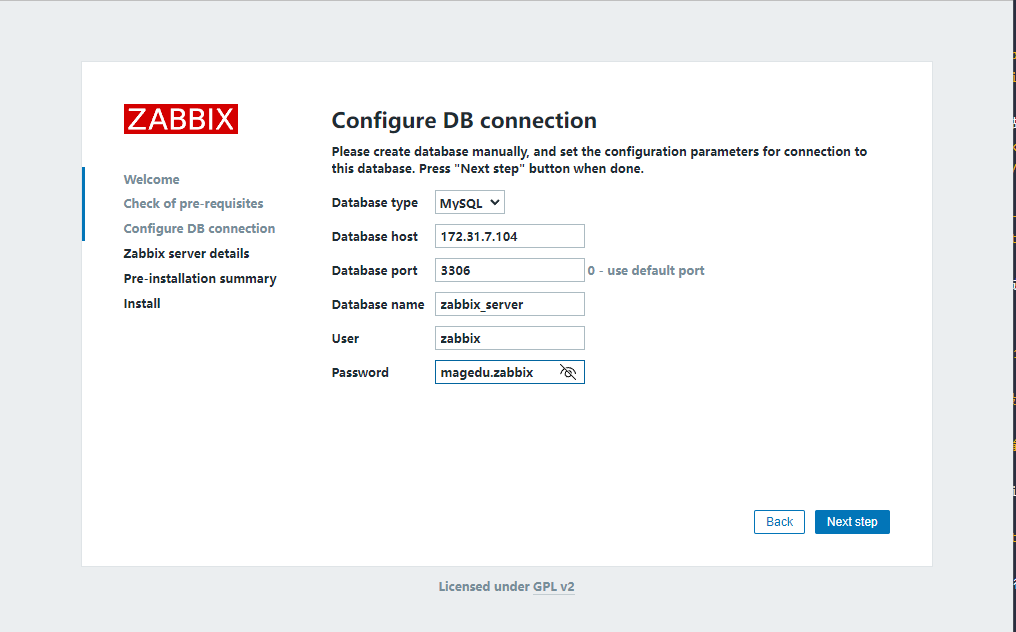 ZABBIX
Welcome
Check of pre-requisites
Configure DB connection
Zabbix server details
Pre-installation summary
Install
Configure DB connection
Please create database manually, and set the configuration parameters for connection to
this database. Press "Next step" button when done.
Database type MySQL
Database host 172.31.7.104
Database port 3306 0 - use default port
Database name zabbix_server
User zabbix
Password magedu.zabbix
Back Next step
Licensed under GPL v2